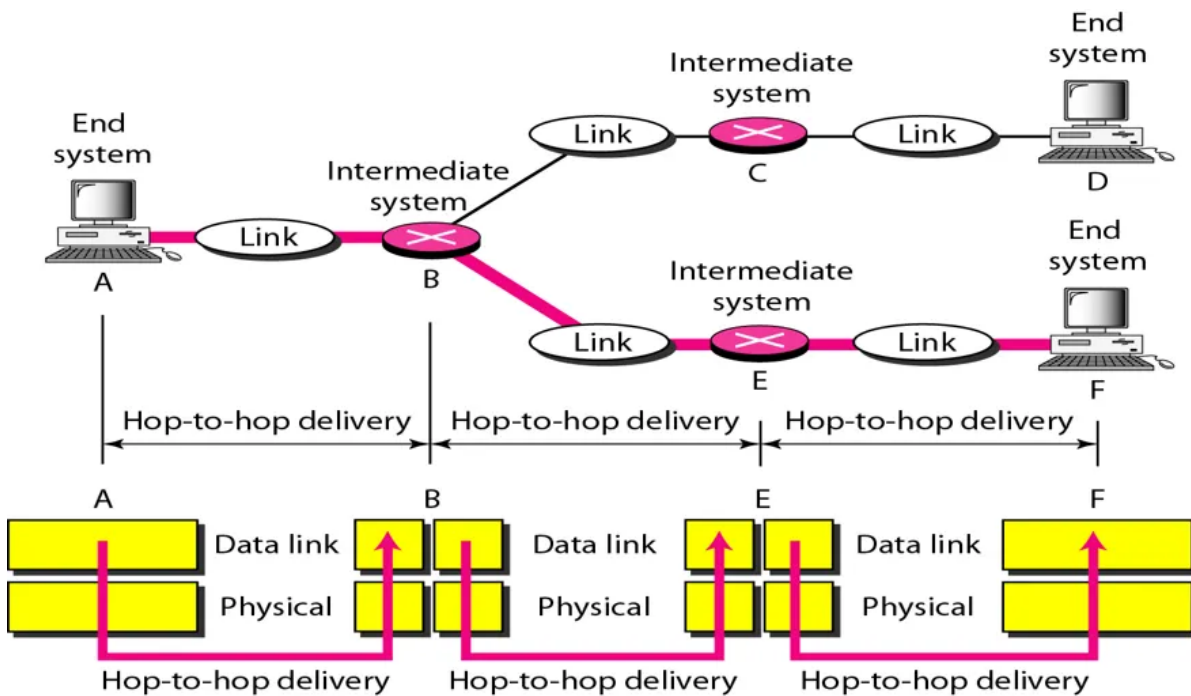 End
system
Intermediate
system
Link
Link
C
D
End
system
A
Link
Intermediate
system
B
End
system
Intermediate
system
Link
Link
E
F
Hop-to-hop delivery
Hop-to-hop delivery
Hop-to-hop delivery
A
B
E
F
Data link
Data link
Data link
Physical
Physical
Physical
Hop-to-hop delivery
Hop-to-hop delivery
Hop-to-hop delivery